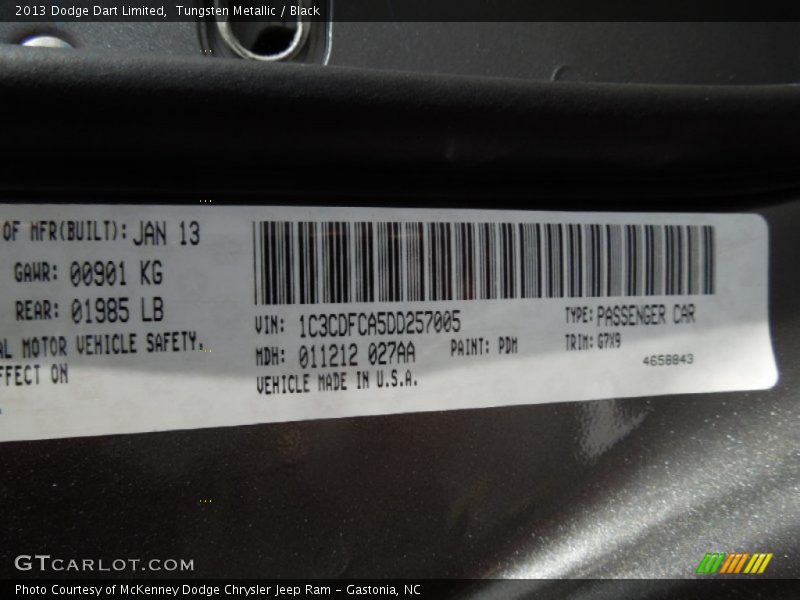 2013 Dodge Dart Limited, Tungsten Metallic / Black
OF MFR(BUILT): JAN 13
GAWR: 00901 KG
REAR: 01985 LB
AL MOTOR VEHICLE SAFETY.
FFECT ON
VIN: 1C3CDFCA5DD257005
TYPE: PASSENGER CAR
MDH: 011212 027AA
PAINT: PDM
TRIM: G7X9
VEHICLE MADE IN U.S.A.
4658843
GTCARLOT.COM
Photo Courtesy of McKenney Dodge Chrysler Jeep Ram - Gastonia, NC